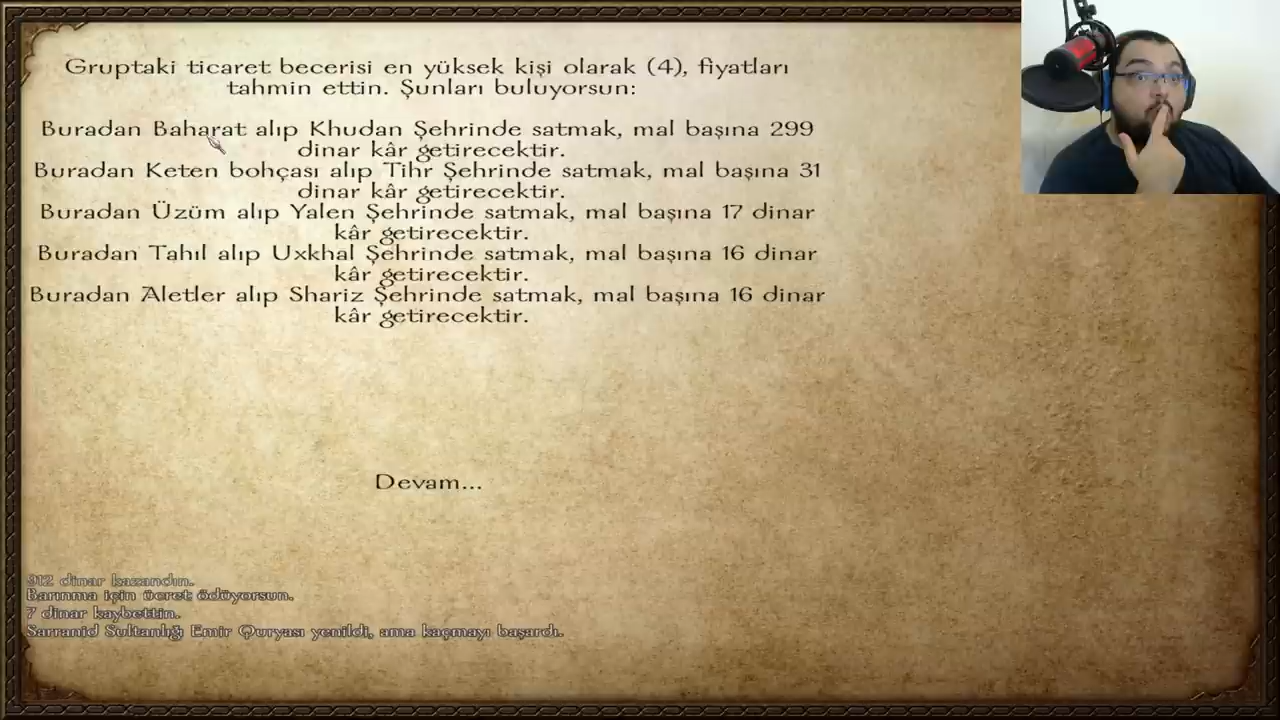 Gruptaki ticaret becerisi en yüksek kişi olarak (4), fiyatları
tahmin ettin. Şunları buluyorsun:
Buradan Baharat alıp Khudan Şehrinde satmak, mal başına 299
dinar kâr getirecektir.
Buradan Keten bohçası alıp Tihr Şehrinde satmak, mal başına 31
dinar kâr getirecektir.
Buradan Üzüm alıp Yalen Şehrinde satmak, mal başına 17 dinar
kâr getirecektir.
Buradan Tahıl alıp Uxkhal Şehrinde satmak, mal başına 16 dinar
kâr getirecektir.
Buradan Aletler alıp Shariz Şehrinde satmak, mal başına 16 dinar
kâr getirecektir.
Devam...
912 dinar kazandın.
Barınma için ücret ödüyorsun.
7 dinar kaybettin.
Sarranid Sultanlığı Emir Quryası yenildi, ama kaçmayı başardı.